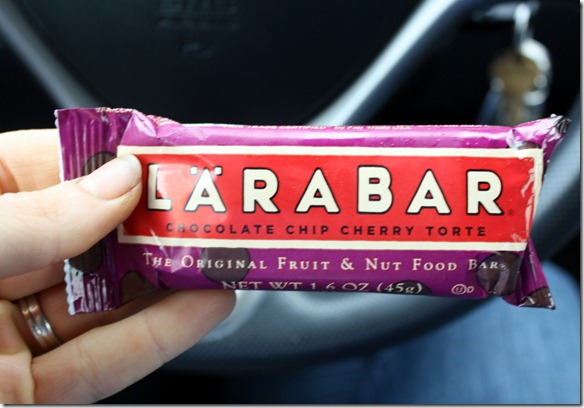 LÄRABAR®
CHOCOLATE CHIP CHERRY TORTE
THE ORIGINAL FRUIT & NUT FOOD BAR
NET WT 1.6 OZ (45g) U D